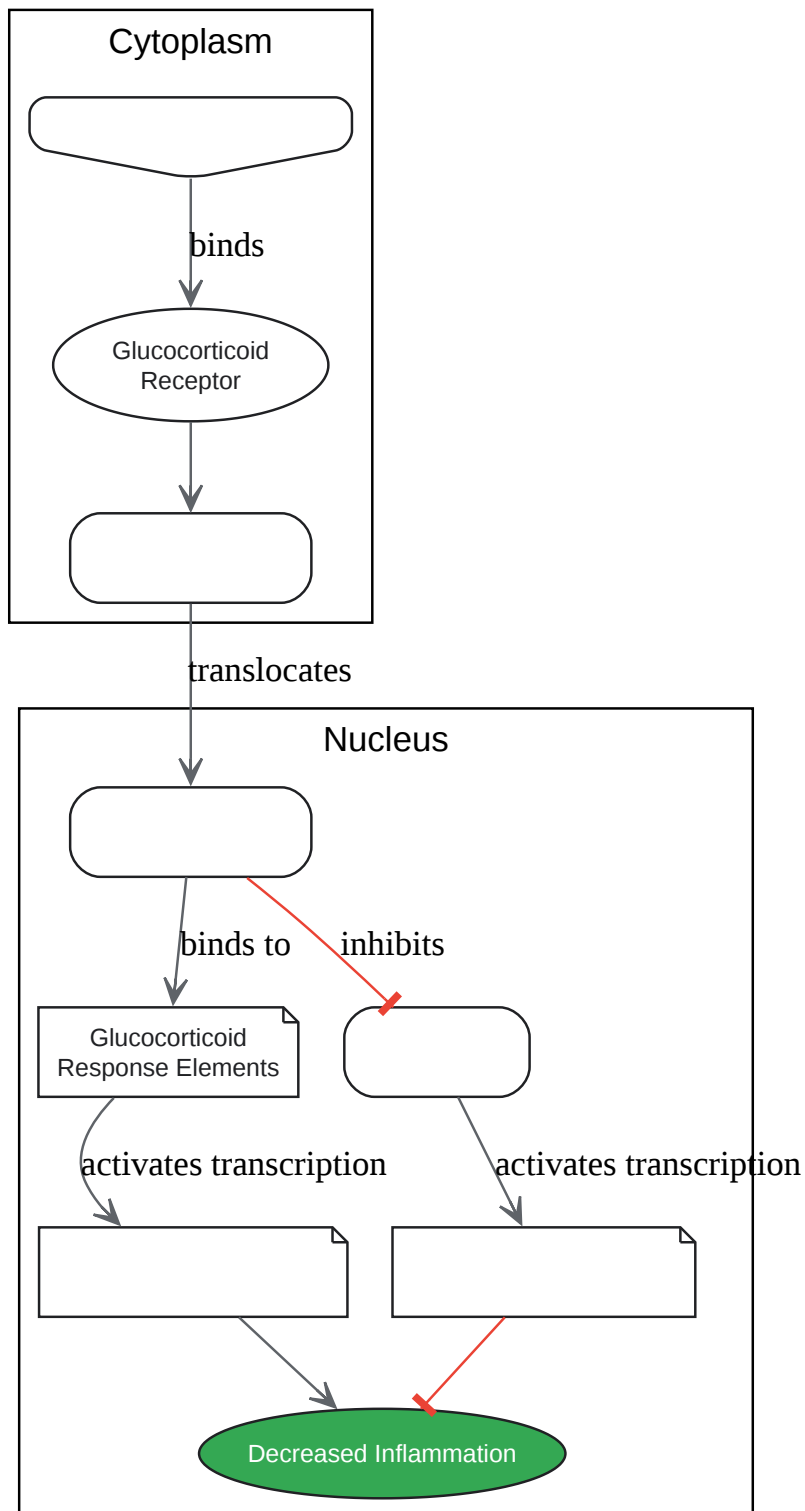 Cytoplasm
binds
Glucocorticoid
Receptor
translocates
Nucleus
binds to
inhibits
Glucocorticoid
Response Elements
activates transcription
activates transcription
Decreased Inflammation